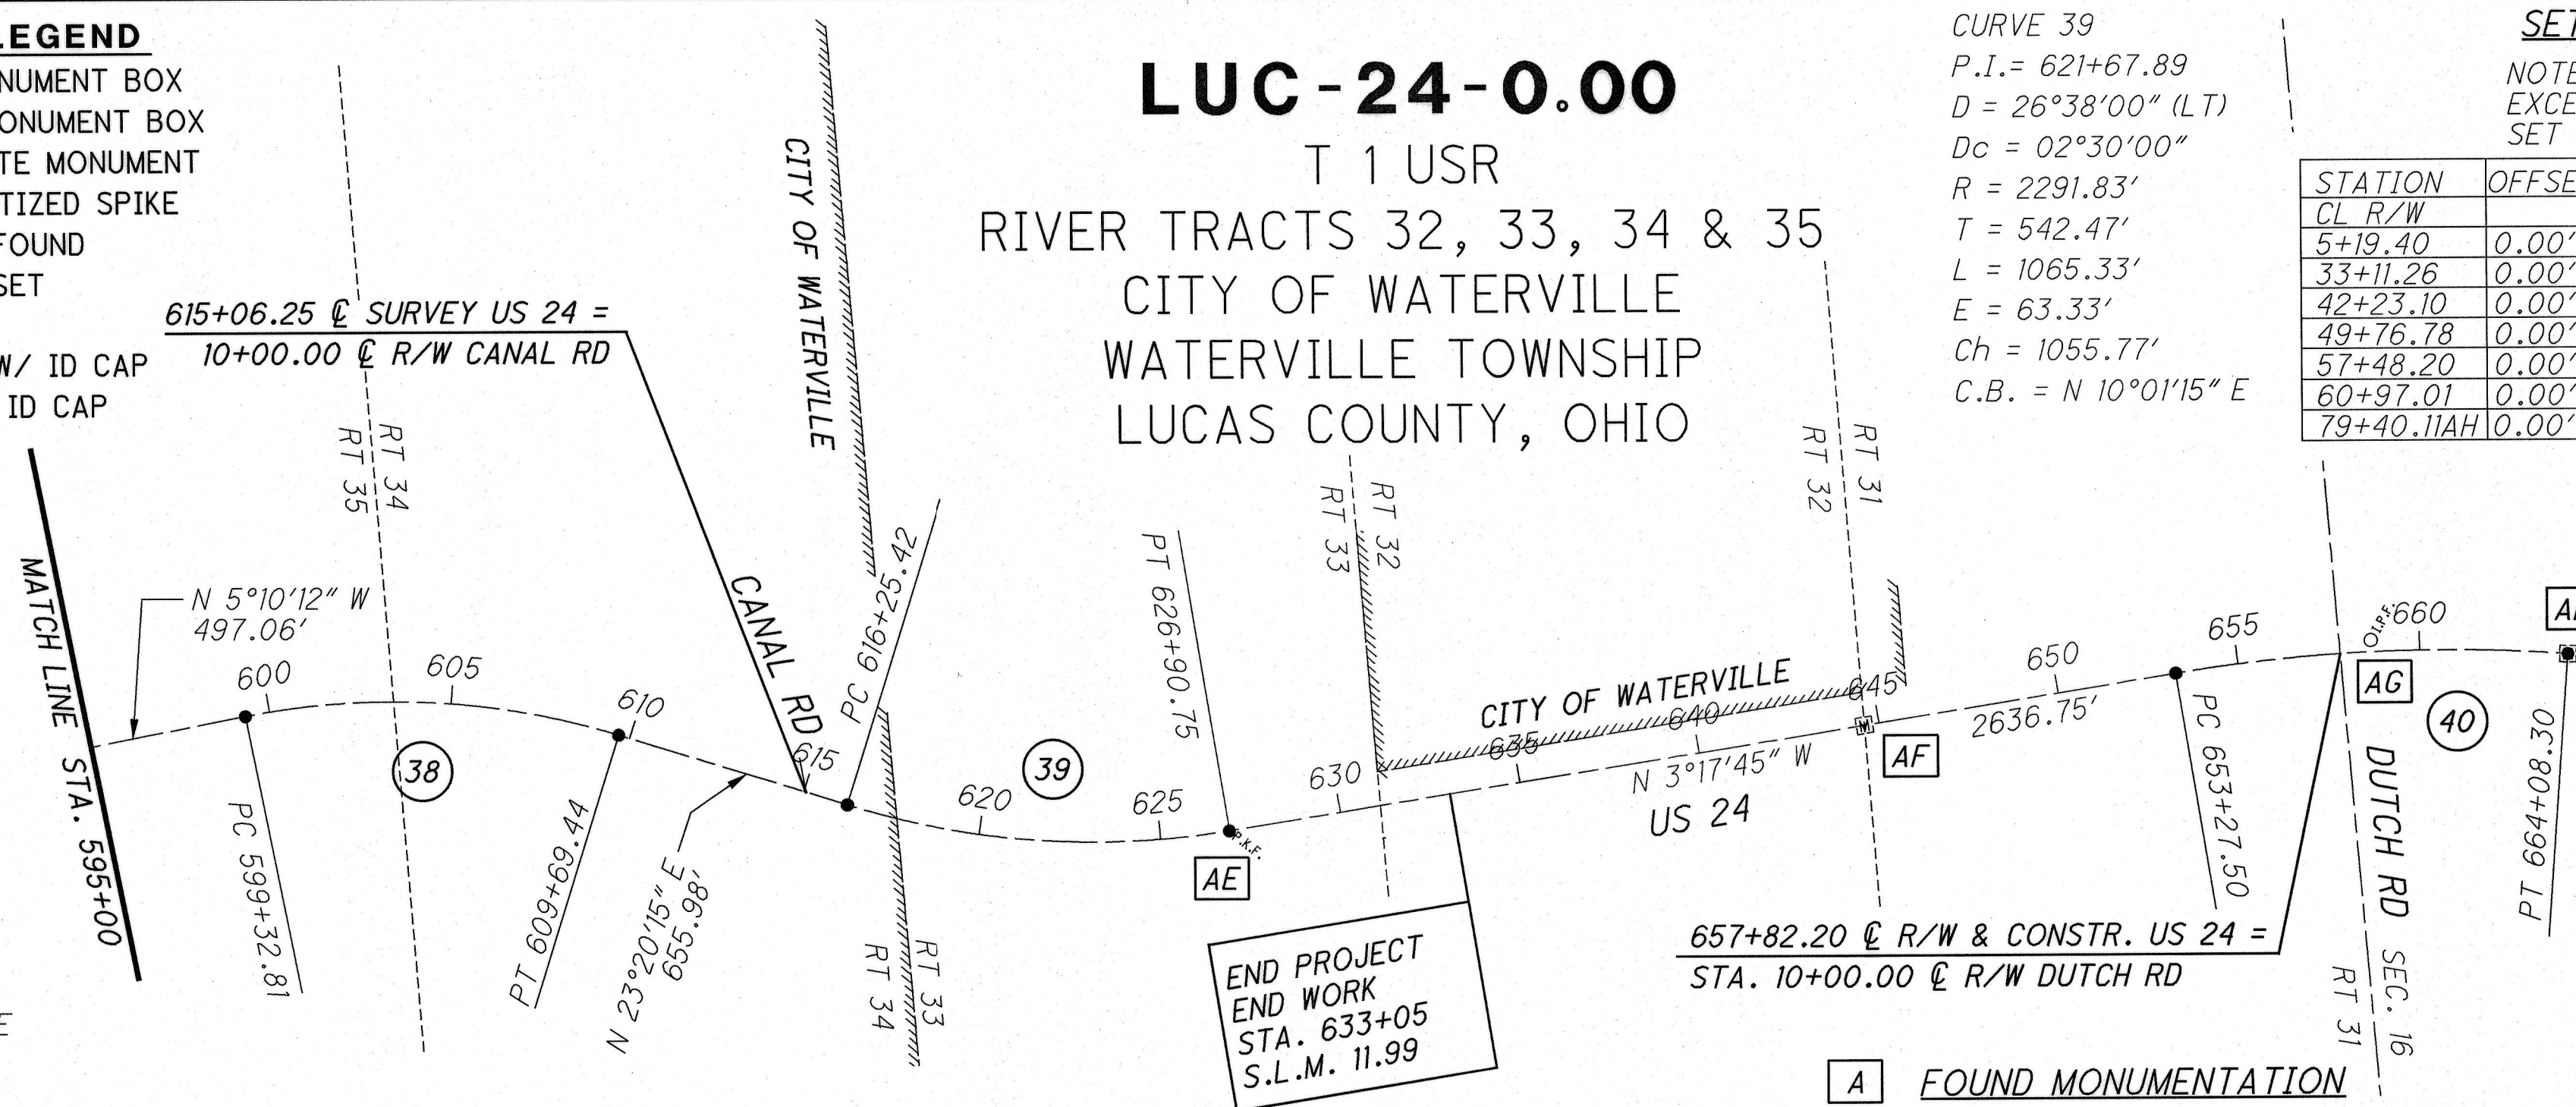 LEGEND
NUMENT BOX
ONUMENT BOX
TE MONUMENT
TIZED SPIKE
FOUND
SET
W/ ID CAP
ID CAP
LUC-24-0.00
T 1 USR
RIVER TRACTS 32, 33, 34 & 35
CITY OF WATERVILLE
WATERVILLE TOWNSHIP
LUCAS COUNTY, OHIO
CURVE 39
P.I.= 621+67.89
D = 26°38'00" (LT)
Dc = 02°30'00"
R = 2291.83'
T = 542.47'
L = 1065.33'
E = 63.33'
Ch = 1055.77'
C.B. = N 10°01'15" E
SET
NOTE
EXCE
SET
STATION OFFSE
CL R/W
5+19.40 0.00'
33+11.26 0.00'
42+23.10 0.00'
49+76.78 0.00'
57+48.20 0.00'
60+97.01 0.00'
79+40.11AH 0.00'
615+06.25 ℄ SURVEY US 24 =
10+00.00 ℄ R/W CANAL RD
CITY OF WATERVILLE
RT 34
RT 35
MATCH LINE STA. 595+00
N 5°10'12" W
497.06'
600
605
610
615
620
625
630
635
640
645
650
655
660
38
39
40
PC 599+32.81
PT 609+69.44
N 23°20'15" E
655.98'
CANAL RD
PC 616+25.42
RT 33
RT 34
PT 626+90.75
P.K.F.
AE
RT 32
RT 33
CITY OF WATERVILLE
N 3°17'45" W
2636.75'
US 24
RT 31
RT 32
AF
END PROJECT
END WORK
STA. 633+05
S.L.M. 11.99
PC 653+27.50
657+82.20 ℄ R/W & CONSTR. US 24 =
STA. 10+00.00 ℄ R/W DUTCH RD
O.I.P.F.
AG
DUTCH RD
SEC. 16
RT 31
PT 664+08.30
A FOUND MONUMENTATION